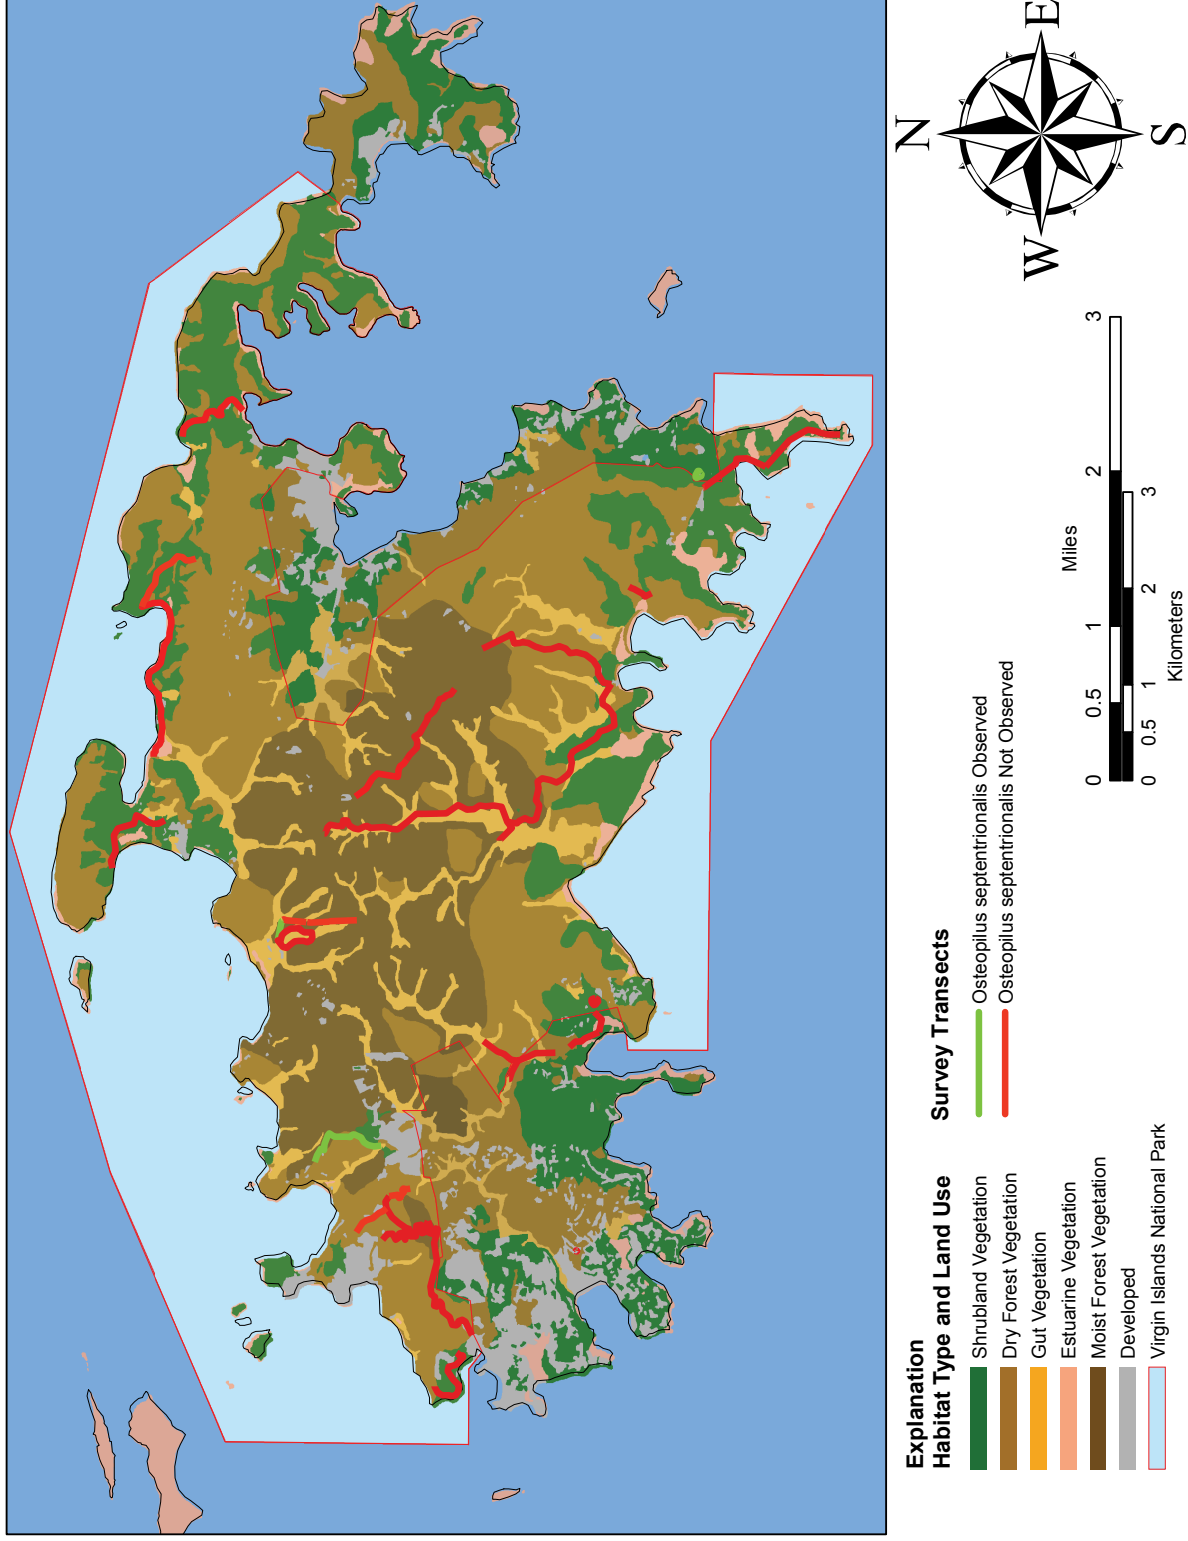 Explanation
Habitat Type and Land Use
Shrubland Vegetation
Dry Forest Vegetation
Gut Vegetation
Estuarine Vegetation
Moist Forest Vegetation
Developed
Virgin Islands National Park
Survey Transects
Osteopilus septentrionalis Observed
Osteopilus septentrionalis Not Observed
Miles
0 0.5 1 2 3
0 0.5 1 2 3
Kilometers
N
W E
S